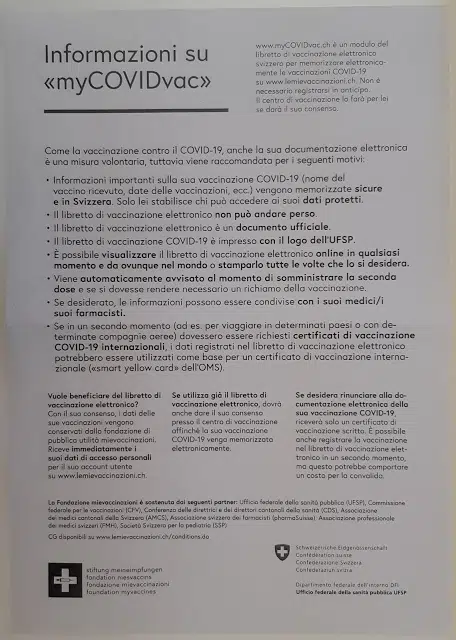 Informazioni su
«myCOVIDvac»
www.myCOVIDvac.ch è un modulo del
libretto di vaccinazione elettronico
svizzero per memorizzare elettronica-
mente le vaccinazioni COVID-19
su www.lemievaccinazioni.ch. Non è
necessario registrarsi in anticipo.
Il centro di vaccinazione lo farà per lei
se darà il suo consenso.
Come la vaccinazione contro il COVID-19, anche la sua documentazione elettronica
è una misura volontaria, tuttavia viene raccomandata per i seguenti motivi:
• Informazioni importanti sulla sua vaccinazione COVID-19 (nome del
vaccino ricevuto, date delle vaccinazioni, ecc.) vengono memorizzate sicure
e in Svizzera. Solo lei stabilisce chi può accedere ai suoi dati protetti.
• Il libretto di vaccinazione elettronico non può andare perso.
• Il libretto di vaccinazione elettronico è un documento ufficiale.
• Il libretto di vaccinazione COVID-19 è impresso con il logo dell'UFSP.
• È possibile visualizzare il libretto di vaccinazione elettronico online in qualsiasi
momento e da ovunque nel mondo o stamparlo tutte le volte che lo si desidera.
• Viene automaticamente avvisato al momento di somministrare la seconda
dose e se si dovesse rendere necessario un richiamo della vaccinazione.
• Se desiderato, le informazioni possono essere condivise con i suoi medici/i
suoi farmacisti.
• Se in un secondo momento (ad es. per viaggiare in determinati paesi o con de-
terminate compagnie aeree) dovessero essere richiesti certificati di vaccinazione
COVID-19 internazionali, i dati registrati nel libretto di vaccinazione elettronico
potrebbero essere utilizzati come base per un certificato di vaccinazione interna-
zionale («smart yellow card» dell'OMS).
Vuole beneficiare del libretto di
vaccinazione elettronico?
Con il suo consenso, i dati delle
sue vaccinazioni vengono
conservati dalla fondazione di
pubblica utilità mievaccinazioni.
Riceve immediatamente i
suoi dati di accesso personali
per il suo account utente
su www.lemievaccinazioni.ch.
Se utilizza già il libretto di
vaccinazione elettronico, dovrà
anche dare il suo consenso
presso il centro di vaccinazione
affinché la sua vaccinazione
COVID-19 venga memorizzata
elettronicamente.
Se desidera rinunciare alla do-
cumentazione elettronica della
sua vaccinazione COVID-19,
riceverà solo un certificato di
vaccinazione scritto. È possibile
anche registrare la vaccinazione
nel libretto di vaccinazione elet-
tronico in un secondo momento,
ma questo potrebbe comportare
un costo per la convalida.
La Fondazione mievaccinazioni è sostenuta dai seguenti partner: Ufficio federale della sanità pubblica (UFSP), Commissione
federale per le vaccinazioni (CFV), Conferenza delle direttrici e dei direttori cantonali della sanità (CDS), Associazione
dei medici cantonali della Svizzera (AMCS), Associazione svizzera dei farmacisti (pharmaSuisse) Associazione professionale
dei medici svizzeri (FMH), Società Svizzera per la pediatria (SSP)
CG disponibili su www.lemievaccinazioni.ch/conditions.do
stiftung meineimpfungen
fondation mesvaccins
fondazione mievaccinazioni
foundation myvaccines
Schweizerische Eidgenossenschaft
Confédération suisse
Confederazione Svizzera
Confederaziun svizra
Dipartimento federale dell'interno DFI
Ufficio federale della sanità pubblica UFSP